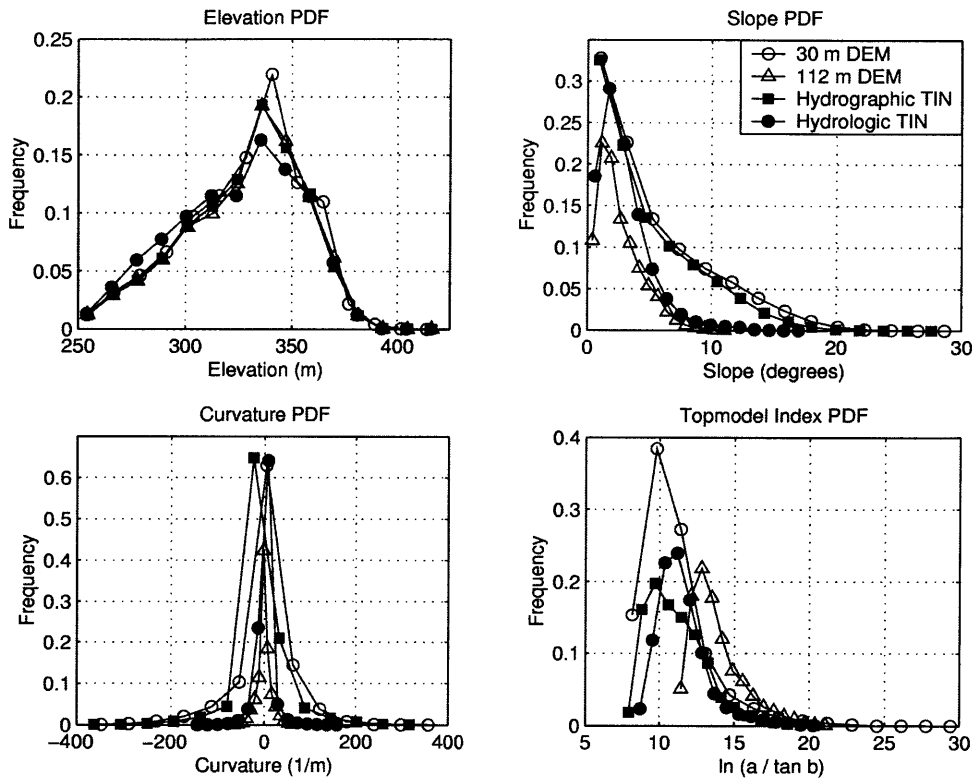 Elevation PDF
Frequency
0.25
0.2
0.15
0.1
0.05
0
250
300
350
400
Elevation (m)
Slope PDF
30 m DEM
112 m DEM
Hydrographic TIN
Hydrologic TIN
Frequency
0.3
0.25
0.2
0.15
0.1
0.05
0
0
10
20
30
Slope (degrees)
Curvature PDF
Frequency
0.6
0.5
0.4
0.3
0.2
0.1
0
−400
−200
0
200
400
Curvature (1/m)
Topmodel Index PDF
Frequency
0.4
0.3
0.2
0.1
0
5
10
15
20
25
30
ln (a / tan b)